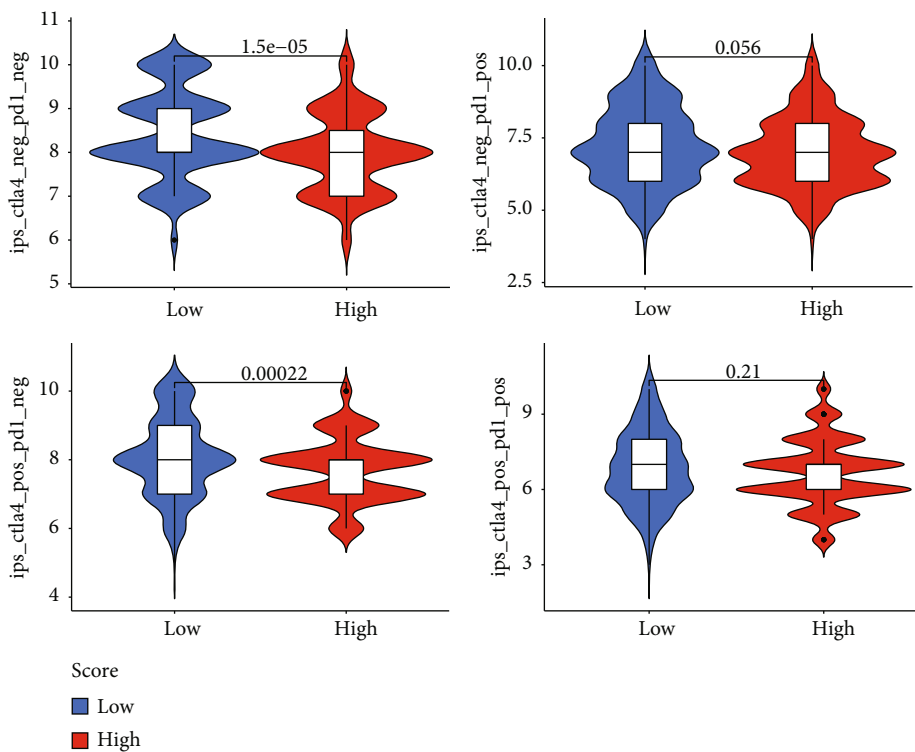 ips_ctla4_neg_pd1_neg
11
10
9
8
7
6
5
1.5e−05
Low
High
ips_ctla4_neg_pd1_pos
10.0
7.5
5.0
2.5
0.056
Low
High
ips_ctla4_pos_pd1_neg
10
8
6
4
0.00022
Low
High
ips_ctla4_pos_pd1_pos
9
6
3
0.21
Low
High
Score
Low
High